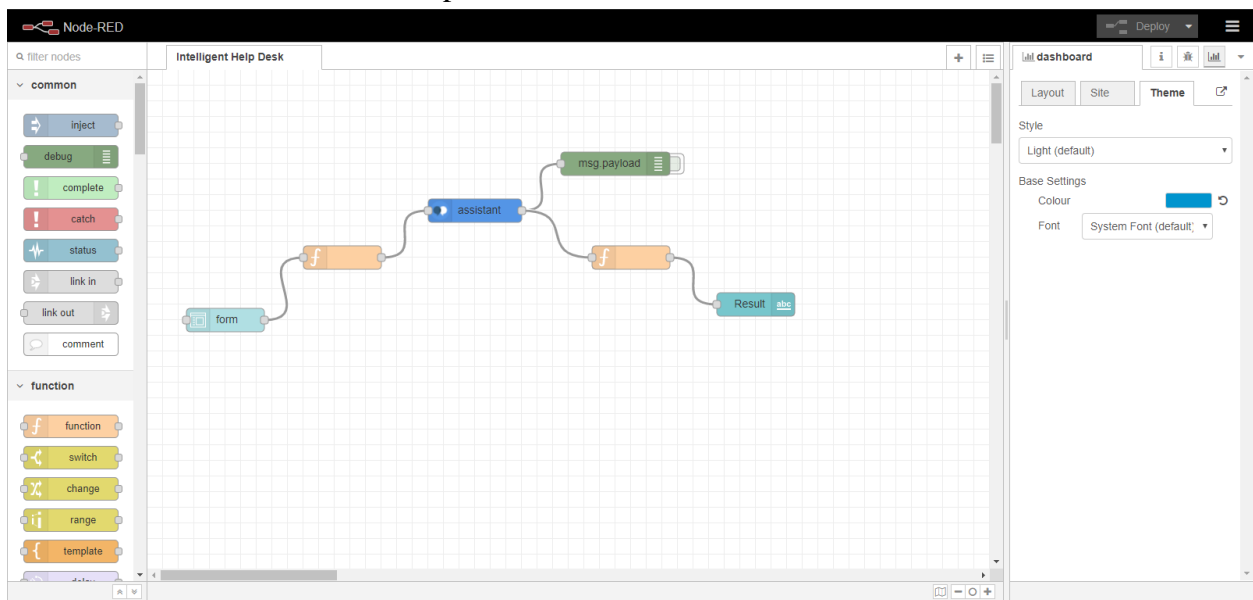 Node-RED
Deploy
filter nodes
common
inject
debug
complete
catch
status
link in
link out
comment
function
function
switch
change
range
template
delay
Intelligent Help Desk
form
f
assistant
msg.payload
f
Result abc
dashboard
i
Layout Site Theme
Style
Light (default)
Base Settings
Colour
Font System Font (default)